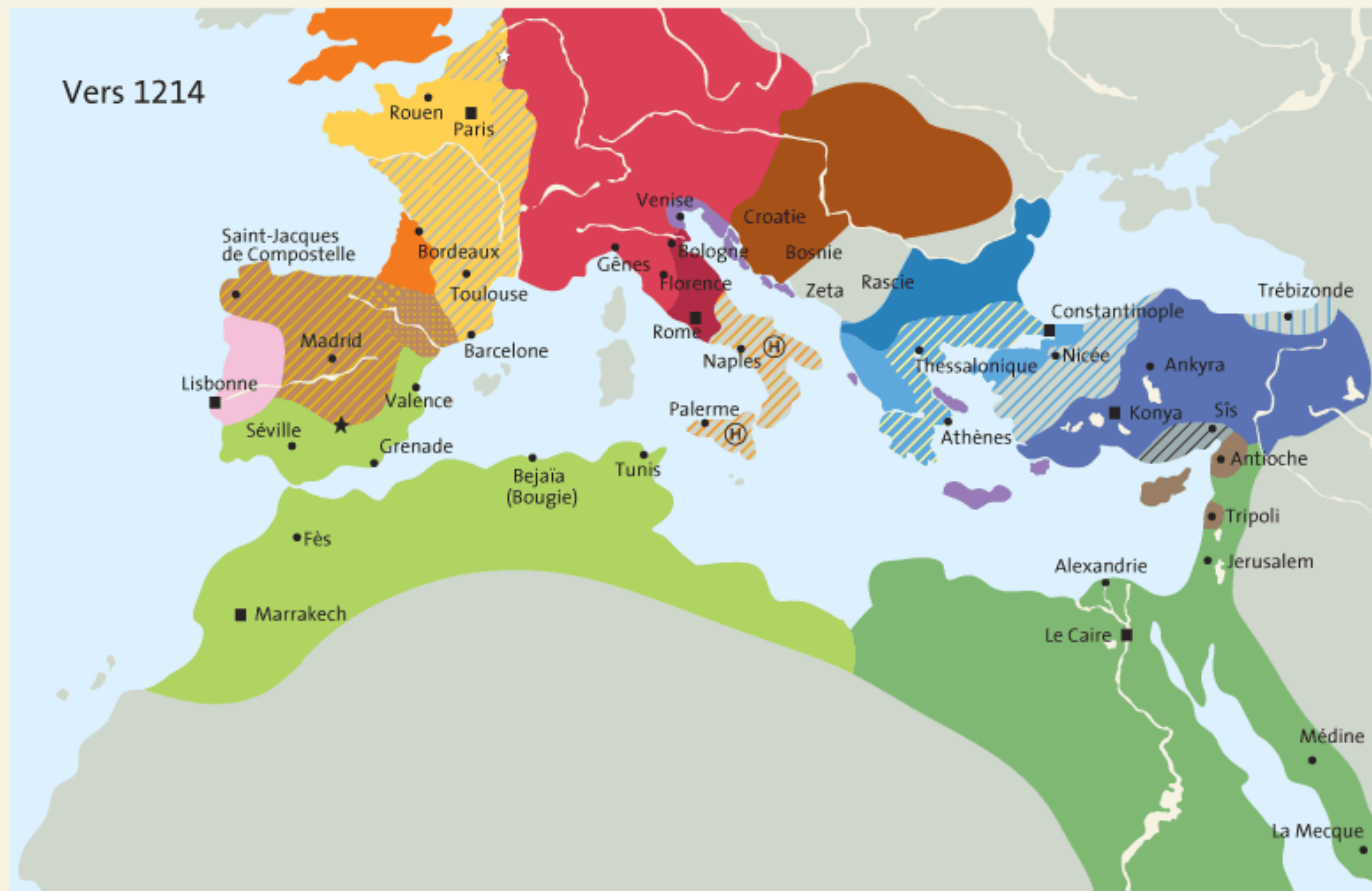 Vers 1214
Rouen
Paris
Venise
Croatie
Saint-Jacques
de Compostelle
Bordeaux
Bologne
Bosnie
Gênes
Toulouse
Florence
Zeta
Rascie
Trébizonde
Constantinople
Rome
Madrid
Barcelone
Naples
H
Thessalonique
Nicée
Ankyra
Lisbonne
Valence
Palerme
H
Konya
Sîs
Séville
Grenade
Athènes
Bejaïa
(Bougie)
Tunis
Antioche
Tripoli
Fès
Alexandrie
Jerusalem
Marrakech
Le Caire
Médine
La Mecque